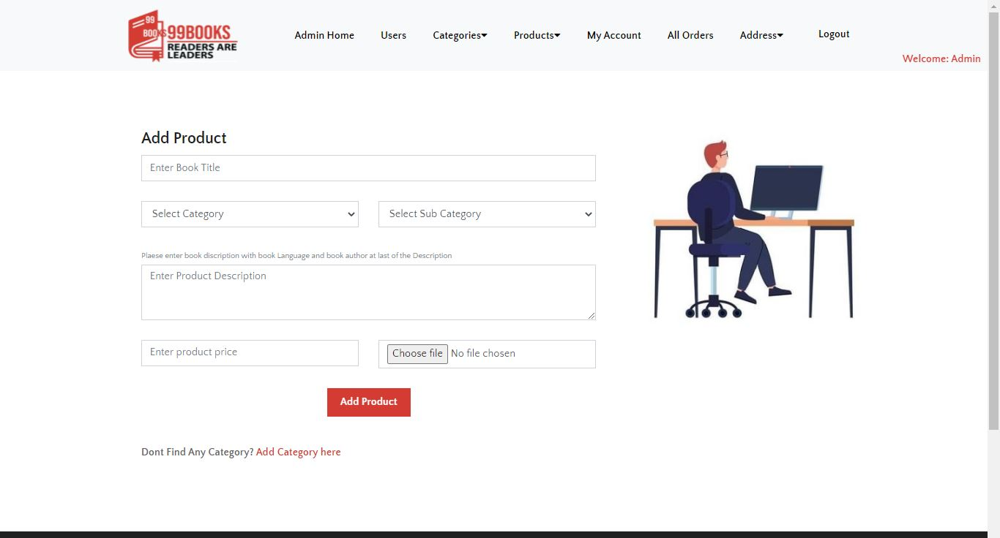 99
BOOKS
99BOOKS
READERS ARE
LEADERS
Admin Home Users Categories Products My Account All Orders Address Logout
Welcome: Admin
Add Product
Enter Book Title
Select Category Select Sub Category
Plaese enter book discription with book Language and book author at last of the Description
Enter Product Description
Enter product price Choose file No file chosen
Add Product
Dont Find Any Category? Add Category here